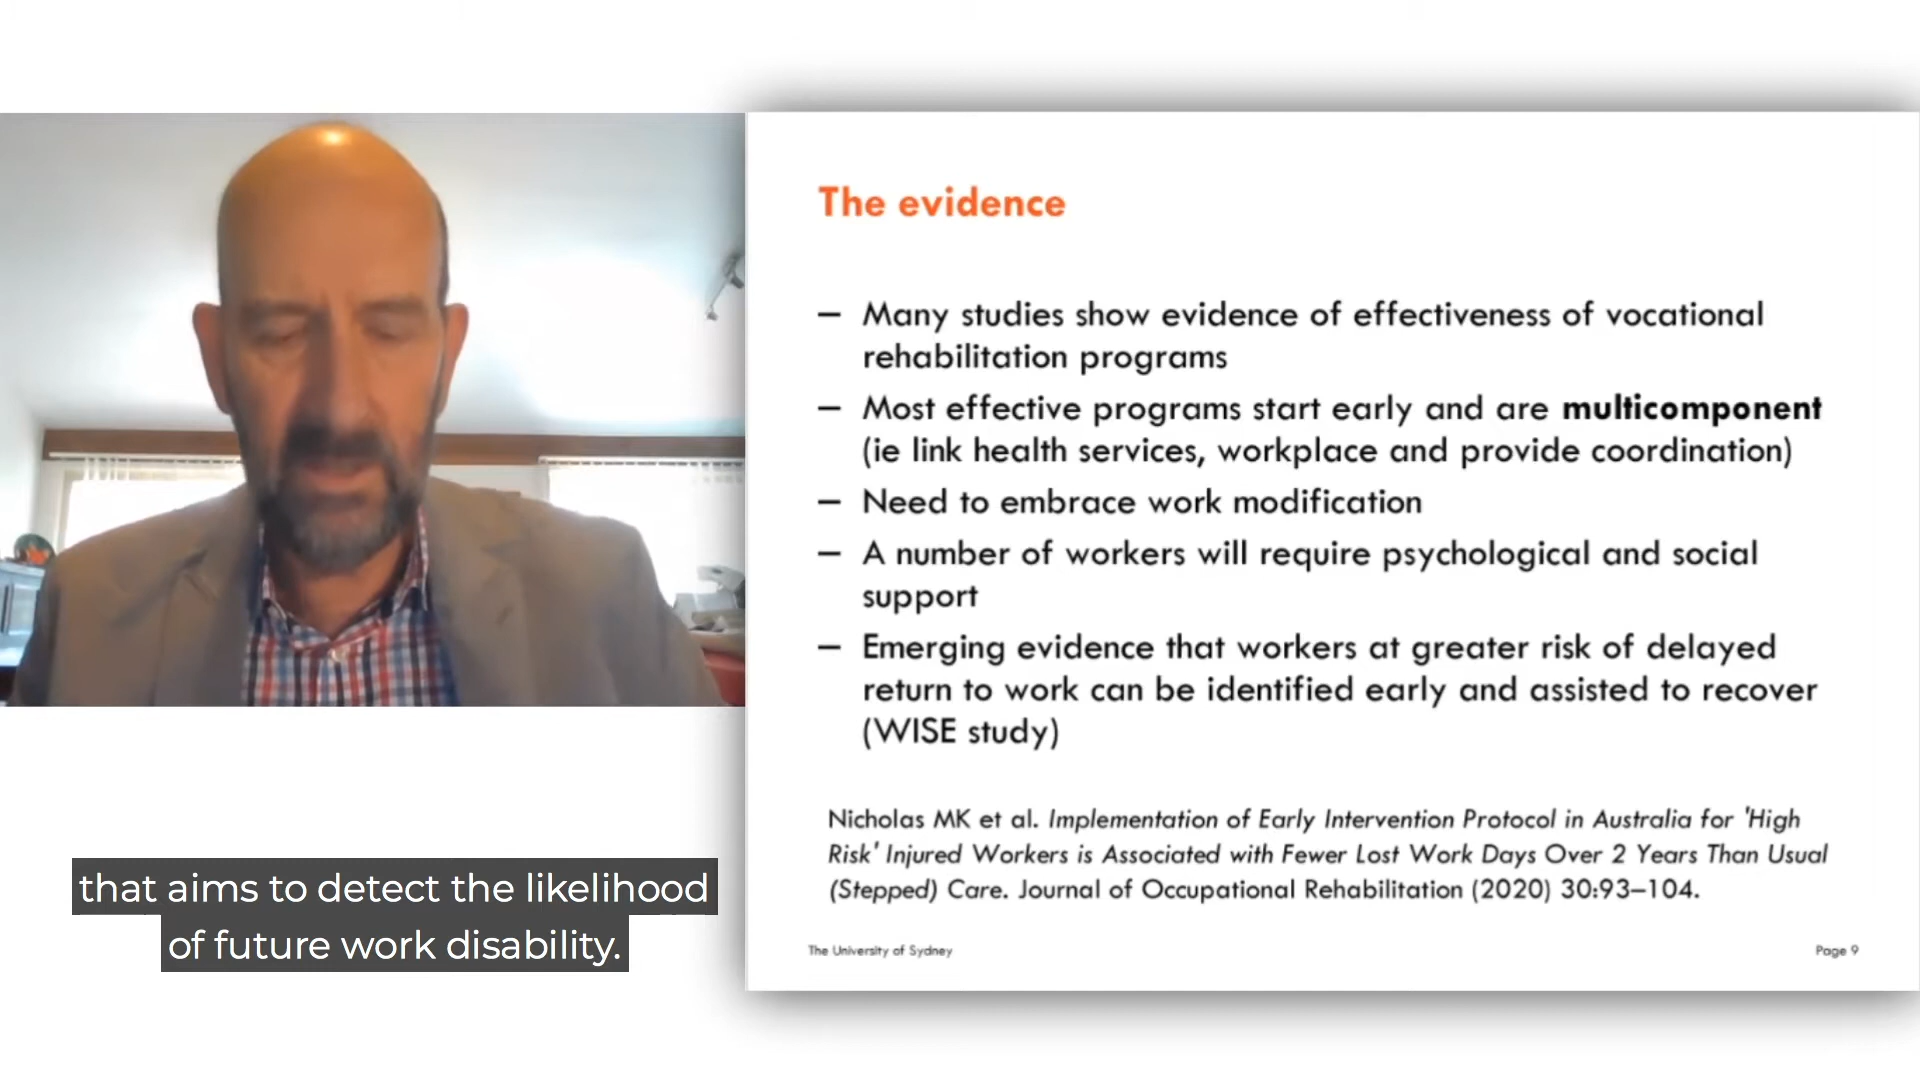 The evidence
– Many studies show evidence of effectiveness of vocational
rehabilitation programs
– Most effective programs start early and are multicomponent
(ie link health services, workplace and provide coordination)
– Need to embrace work modification
– A number of workers will require psychological and social
support
– Emerging evidence that workers at greater risk of delayed
return to work can be identified early and assisted to recover
(WISE study)
Nicholas MK et al. Implementation of Early Intervention Protocol in Australia for 'High
Risk' Injured Workers is Associated with Fewer Lost Work Days Over 2 Years Than Usual
(Stepped) Care. Journal of Occupational Rehabilitation (2020) 30:93–104.
The University of Sydney
Page 9
that aims to detect the likelihood
of future work disability.